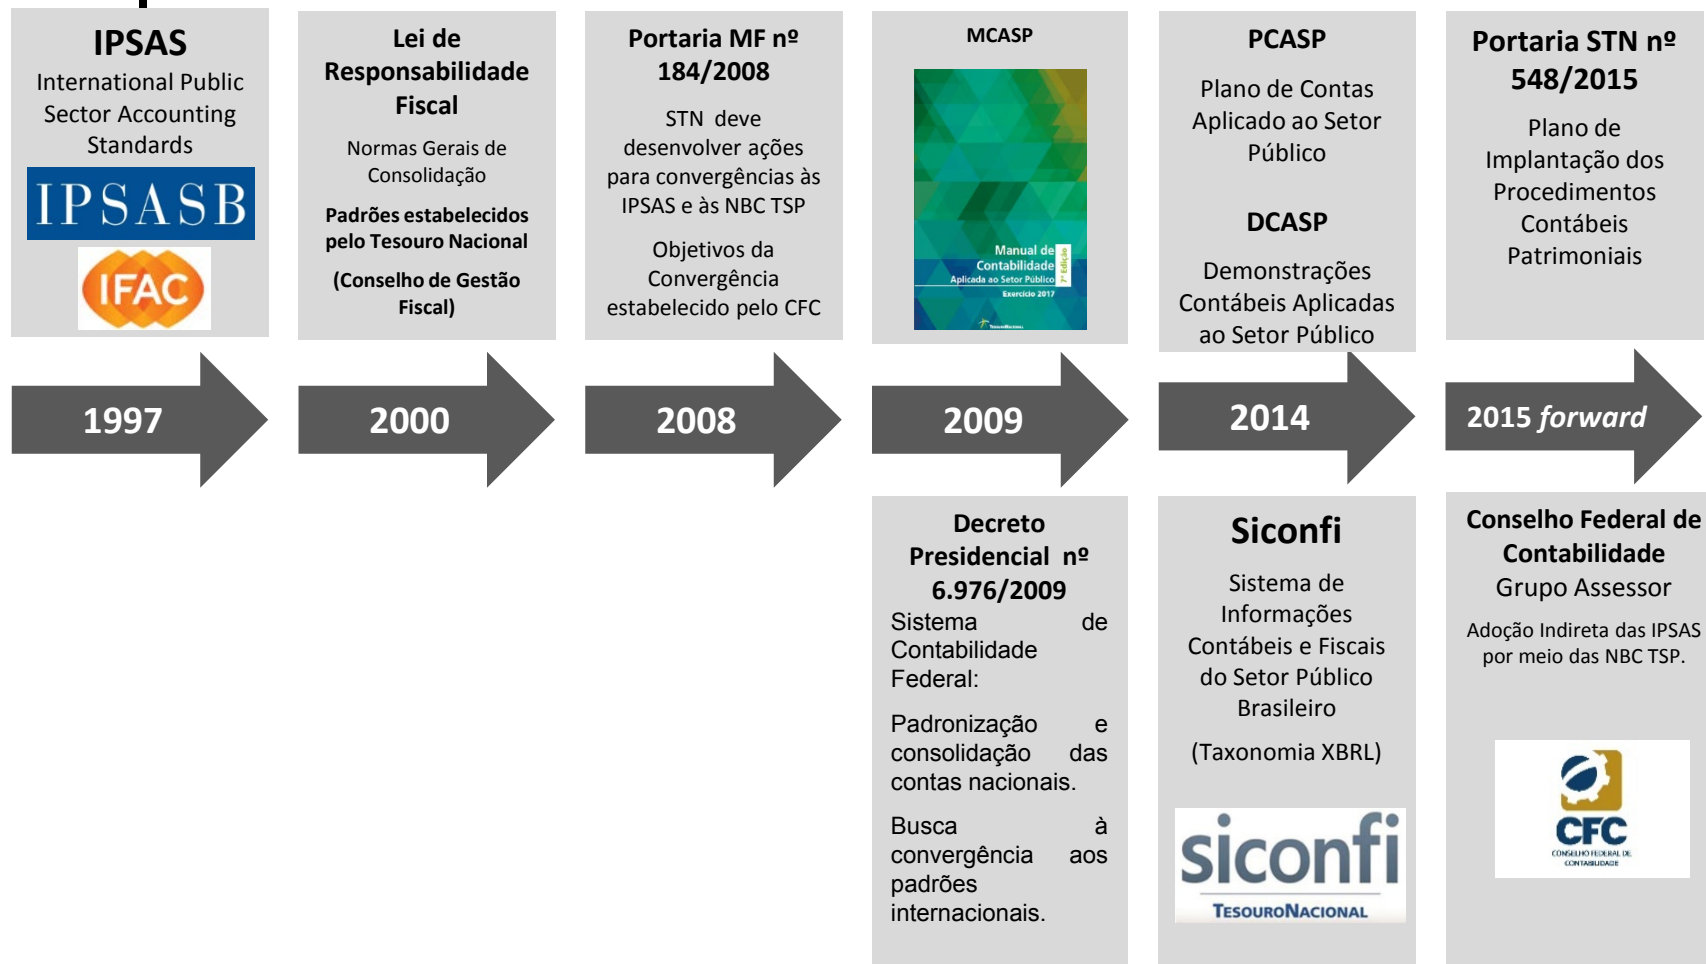 IPSAS
International Public
Sector Accounting
Standards
IPSASB
IFAC
Lei de
Responsabilidade
Fiscal
Normas Gerais de
Consolidação
Padrões estabelecidos
pelo Tesouro Nacional
(Conselho de Gestão
Fiscal)
Portaria MF nº
184/2008
STN deve
desenvolver ações
para convergências às
IPSAS e às NBC TSP
Objetivos da
Convergência
estabelecido pelo CFC
MCASP
Manual de
Contabilidade
Aplicada ao Setor Público
7ª Edição
Exercício 2017
TESOURONACIONAL
PCASP
Plano de Contas
Aplicado ao Setor
Público
DCASP
Demonstrações
Contábeis Aplicadas
ao Setor Público
Portaria STN nº
548/2015
Plano de
Implantação dos
Procedimentos
Contábeis
Patrimoniais
1997
2000
2008
2009
2014
2015 forward
Decreto
Presidencial nº
6.976/2009
Sistema de
Contabilidade
Federal:
Padronização e
consolidação das
contas nacionais.
Busca à
convergência aos
padrões
internacionais.
Siconfi
Sistema de
Informações
Contábeis e Fiscais
do Setor Público
Brasileiro
(Taxonomia XBRL)
siconfi
TESOURONACIONAL
Conselho Federal de
Contabilidade
Grupo Assessor
Adoção Indireta das IPSAS
por meio das NBC TSP.
CFC
CONSELHO FEDERAL DE
CONTABILIDADE